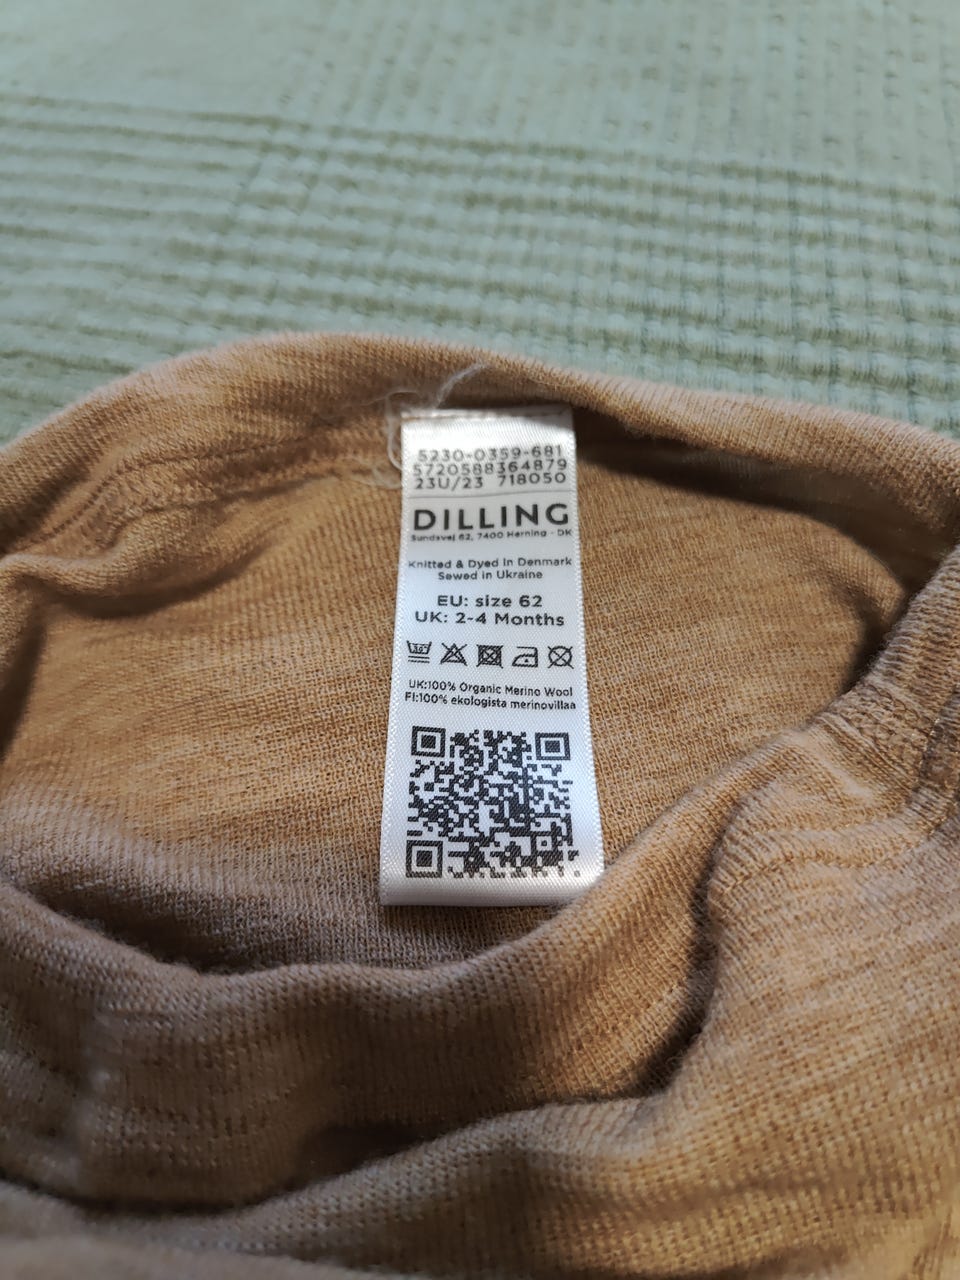 5230-0359-681
5720588364879
23U/23 718050
DILLING
Sundsvej 62, 7400 Herning - DK
Knitted & Dyed in Denmark
Sewed in Ukraine
EU: size 62
UK: 2-4 Months
30°
UK:100% Organic Merino Wool
FI:100% ekologista merinovillaa